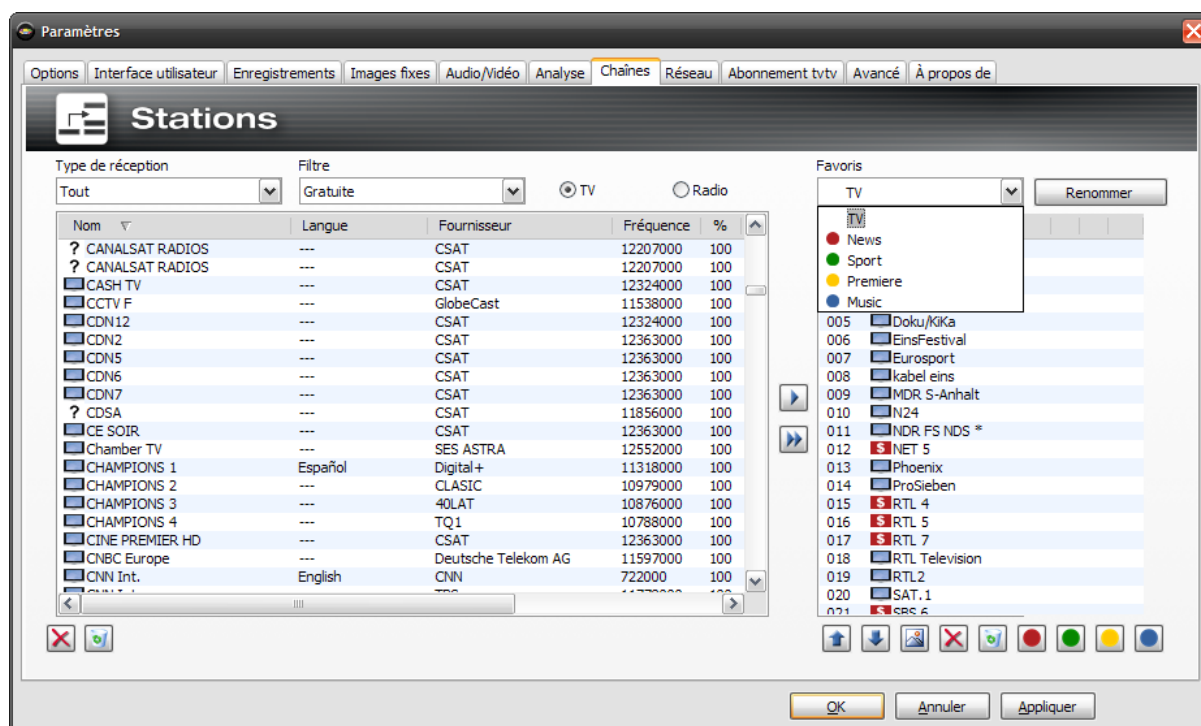 Paramètres
Options Interface utilisateur Enregistrements Images fixes Audio/Vidéo Analyse Chaînes Réseau Abonnement tvtv Avancé À propos de
Stations
Type de réception Filtre Favoris
Tout Gratuite TV Radio TV Renommer
Nom Langue Fournisseur Fréquence %
? CANALSAT RADIOS --- CSAT 12207000 100
? CANALSAT RADIOS --- CSAT 12207000 100
CASH TV --- CSAT 12324000 100
CCTV F --- GlobeCast 11538000 100
CDN12 --- CSAT 12324000 100
CDN2 --- CSAT 12363000 100
CDN5 --- CSAT 12363000 100
CDN6 --- CSAT 12363000 100
CDN7 --- CSAT 12363000 100
? CDSA --- CSAT 11856000 100
CE SOIR --- CSAT 12363000 100
Chamber TV --- SES ASTRA 12552000 100
CHAMPIONS 1 Español Digital+ 11318000 100
CHAMPIONS 2 --- CLASIC 10979000 100
CHAMPIONS 3 --- 40LAT 10876000 100
CHAMPIONS 4 --- TQ1 10788000 100
CINE PREMIER HD --- CSAT 12363000 100
CNBC Europe --- Deutsche Telekom AG 11597000 100
CNN Int. English CNN 722000 100
TV
News
Sport
Premiere
Music
005 Doku/KiKa
006 EinsFestival
007 Eurosport
008 kabel eins
009 MDR S-Anhalt
010 N24
011 NDR FS NDS *
012 $ NET 5
013 Phoenix
014 ProSieben
015 $ RTL 4
016 $ RTL 5
017 $ RTL 7
018 RTL Television
019 RTL2
020 SAT.1
021 $ SBS 6
OK Annuler Appliquer